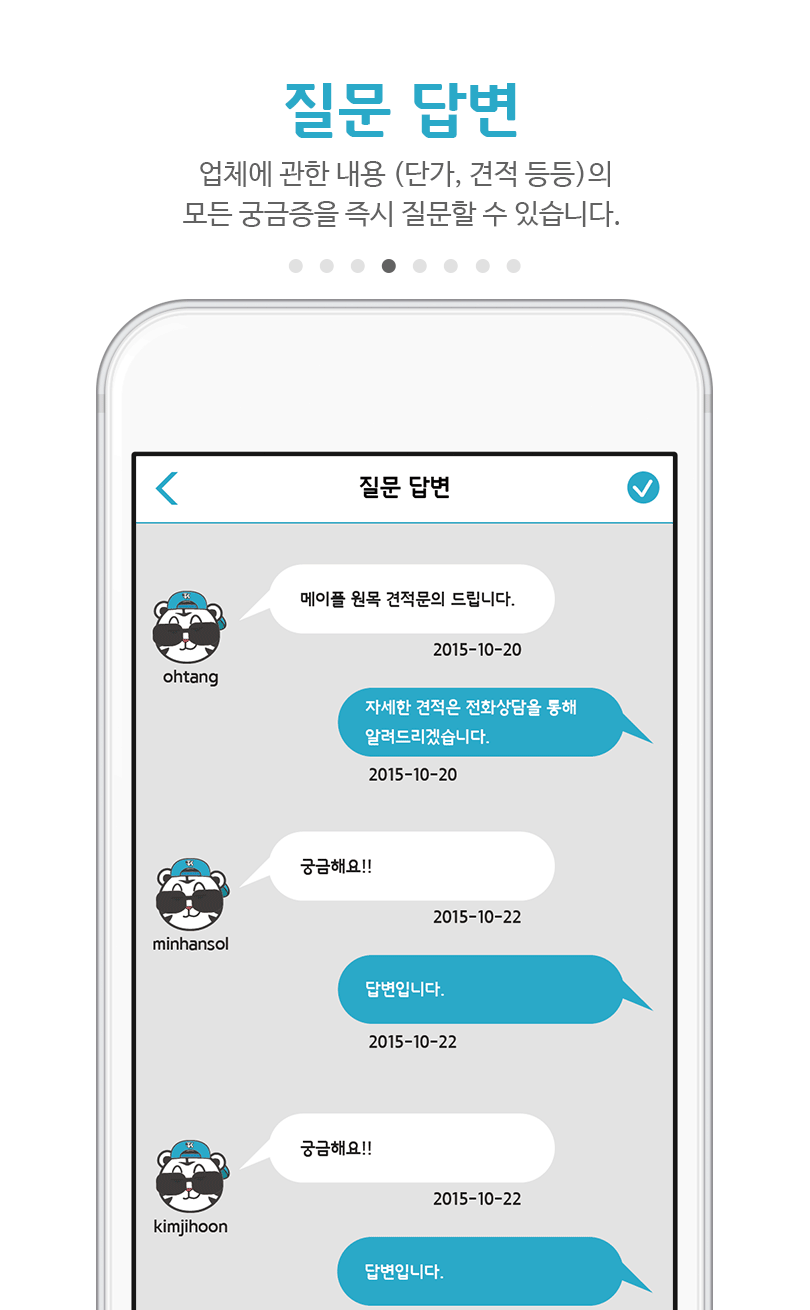 질문 답변
업체에 관한 내용 (단가, 견적 등등)의
모든 궁금증을 즉시 질문할 수 있습니다.
질문 답변
메이플 원목 견적문의 드립니다.
2015-10-20
ohtang
자세한 견적은 전화상담을 통해
알려드리겠습니다.
2015-10-20
궁금해요!!
2015-10-22
minhansol
답변입니다.
2015-10-22
궁금해요!!
2015-10-22
kimjihoon
답변입니다.